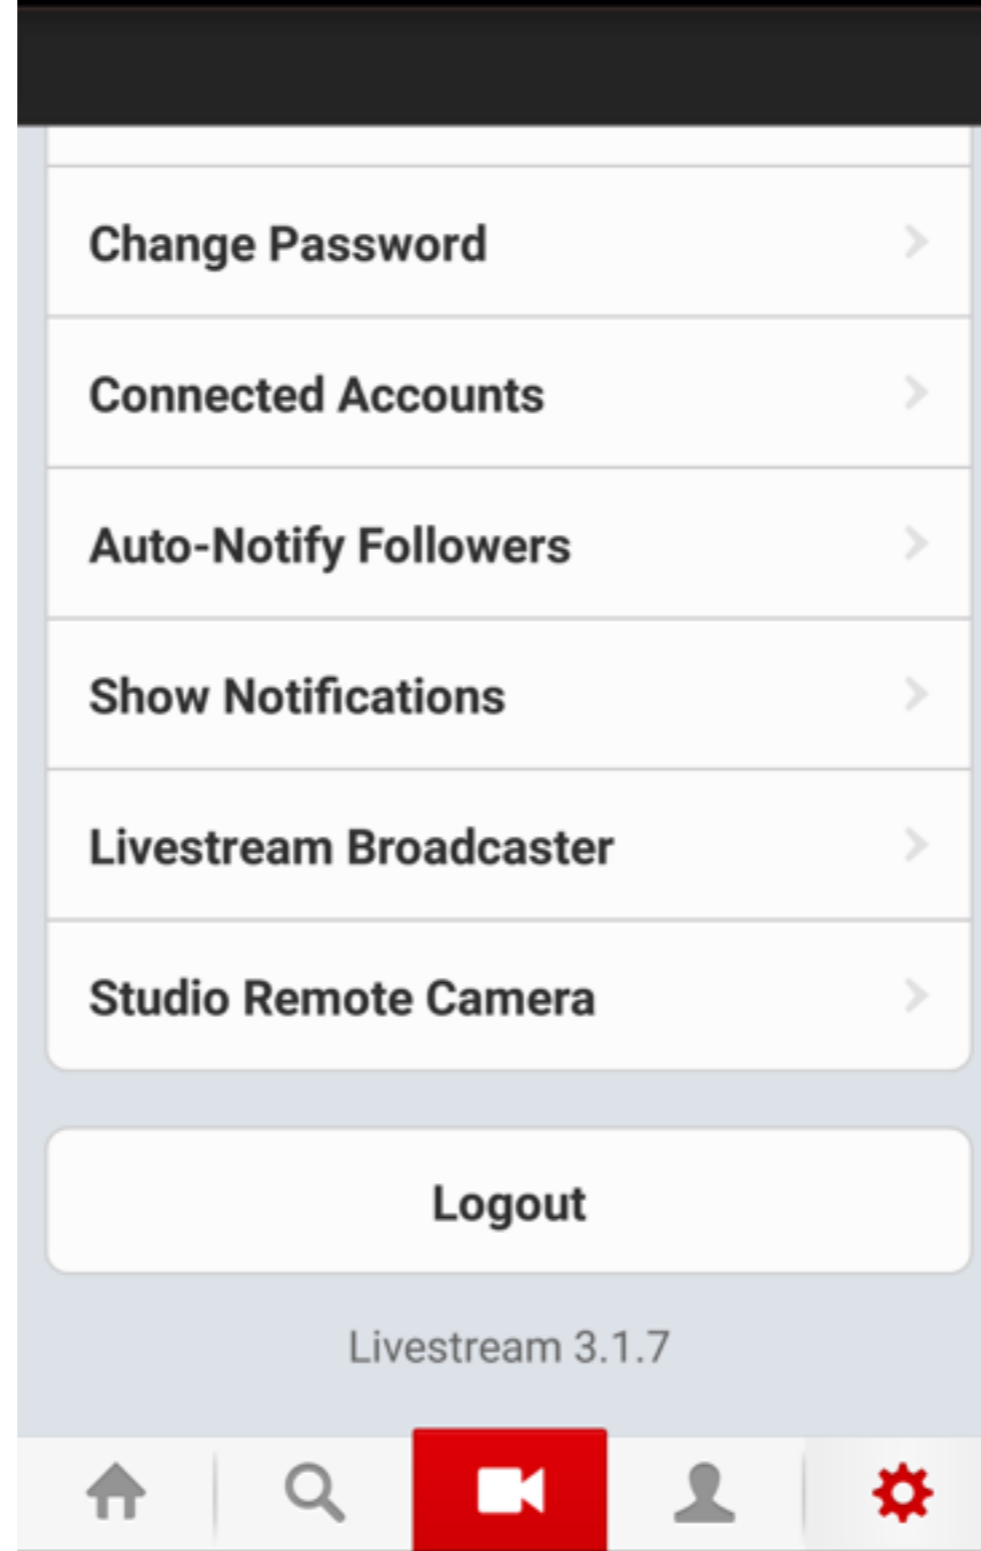 Change Password
Connected Accounts
Auto-Notify Followers
Show Notifications
Livestream Broadcaster
Studio Remote Camera
Logout
Livestream 3.1.7